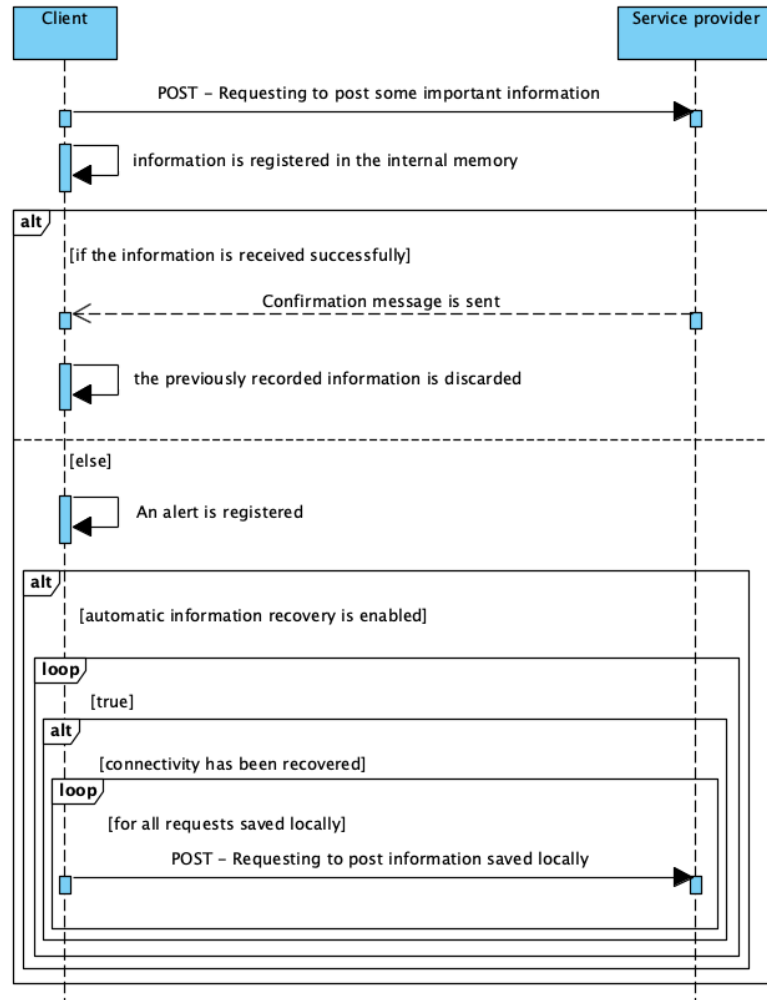 Client
Service provider
POST – Requesting to post some important information
information is registered in the internal memory
alt
[if the information is received successfully]
Confirmation message is sent
the previously recorded information is discarded
[else]
An alert is registered
alt
[automatic information recovery is enabled]
loop
[true]
alt
[connectivity has been recovered]
loop
[for all requests saved locally]
POST – Requesting to post information saved locally